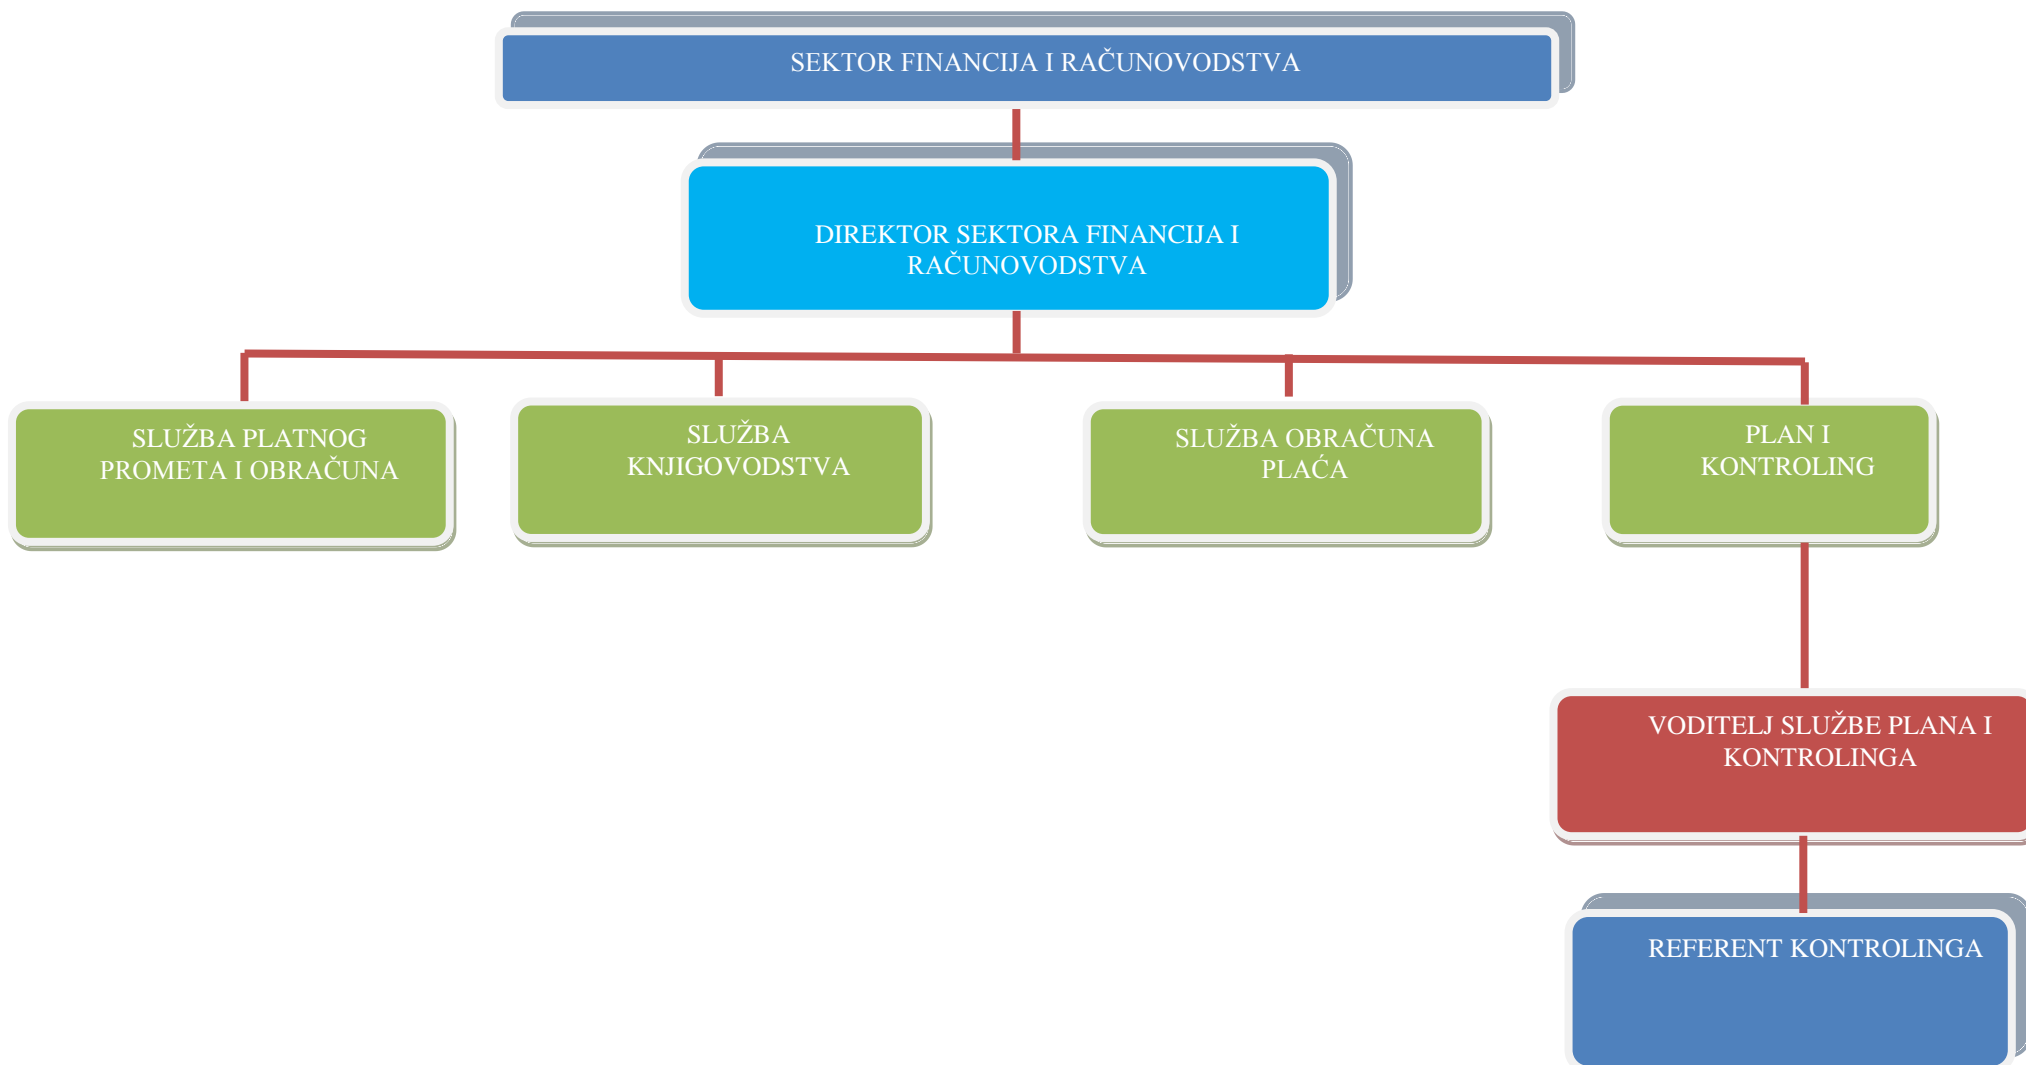 SEKTOR FINANCIJA I RAČUNOVODSTVA
DIREKTOR SEKTORA FINANCIJA I
RAČUNOVODSTVA
SLUŽBA PLATNOG
PROMETA I OBRAČUNA
SLUŽBA
KNJIGOVODSTVA
SLUŽBA OBRAČUNA
PLAĆA
PLAN I
KONTROLING
VODITELJ SLUŽBE PLANA I
KONTROLINGA
REFERENT KONTROLINGA